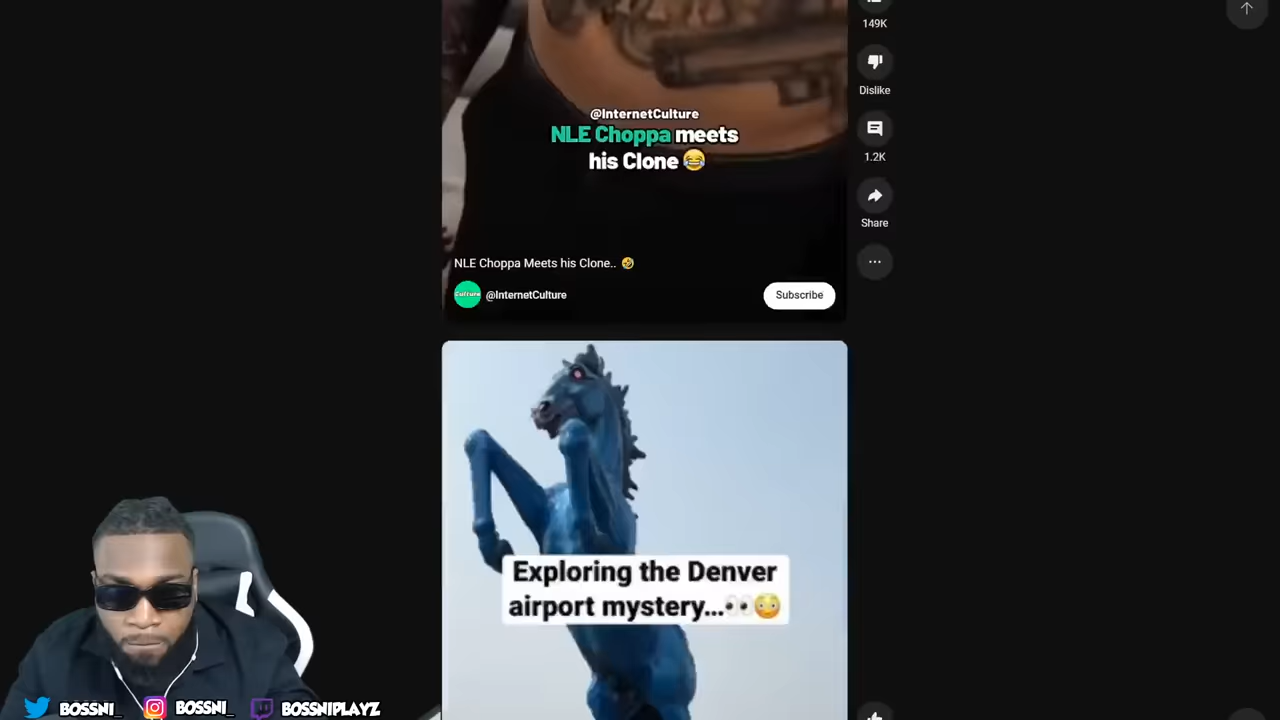 149K
Dislike
@InternetCulture
NLE Choppa meets
his Clone 😂
1.2K
Share
NLE Choppa Meets his Clone.. 🤣
Culture
@InternetCulture
Subscribe
Exploring the Denver
airport mystery...👀😳
BOSSNI_
BOSSNI_
BOSSNIPLAYZ